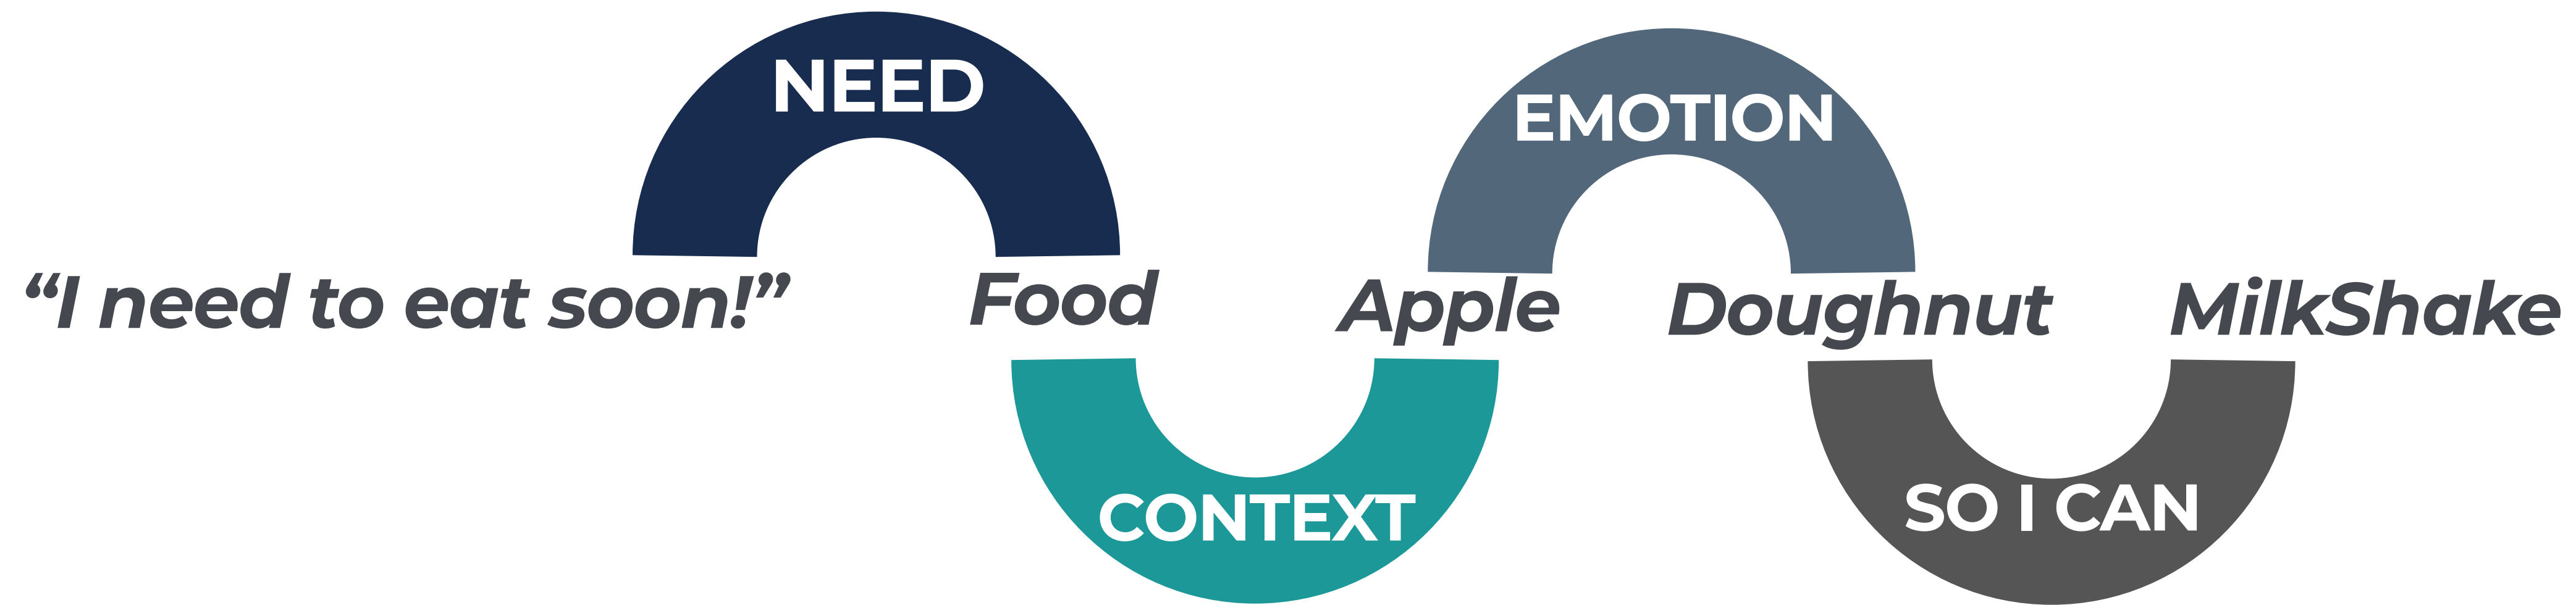 NEED
EMOTION
“I need to eat soon!” Food Apple Doughnut MilkShake
CONTEXT
SO I CAN